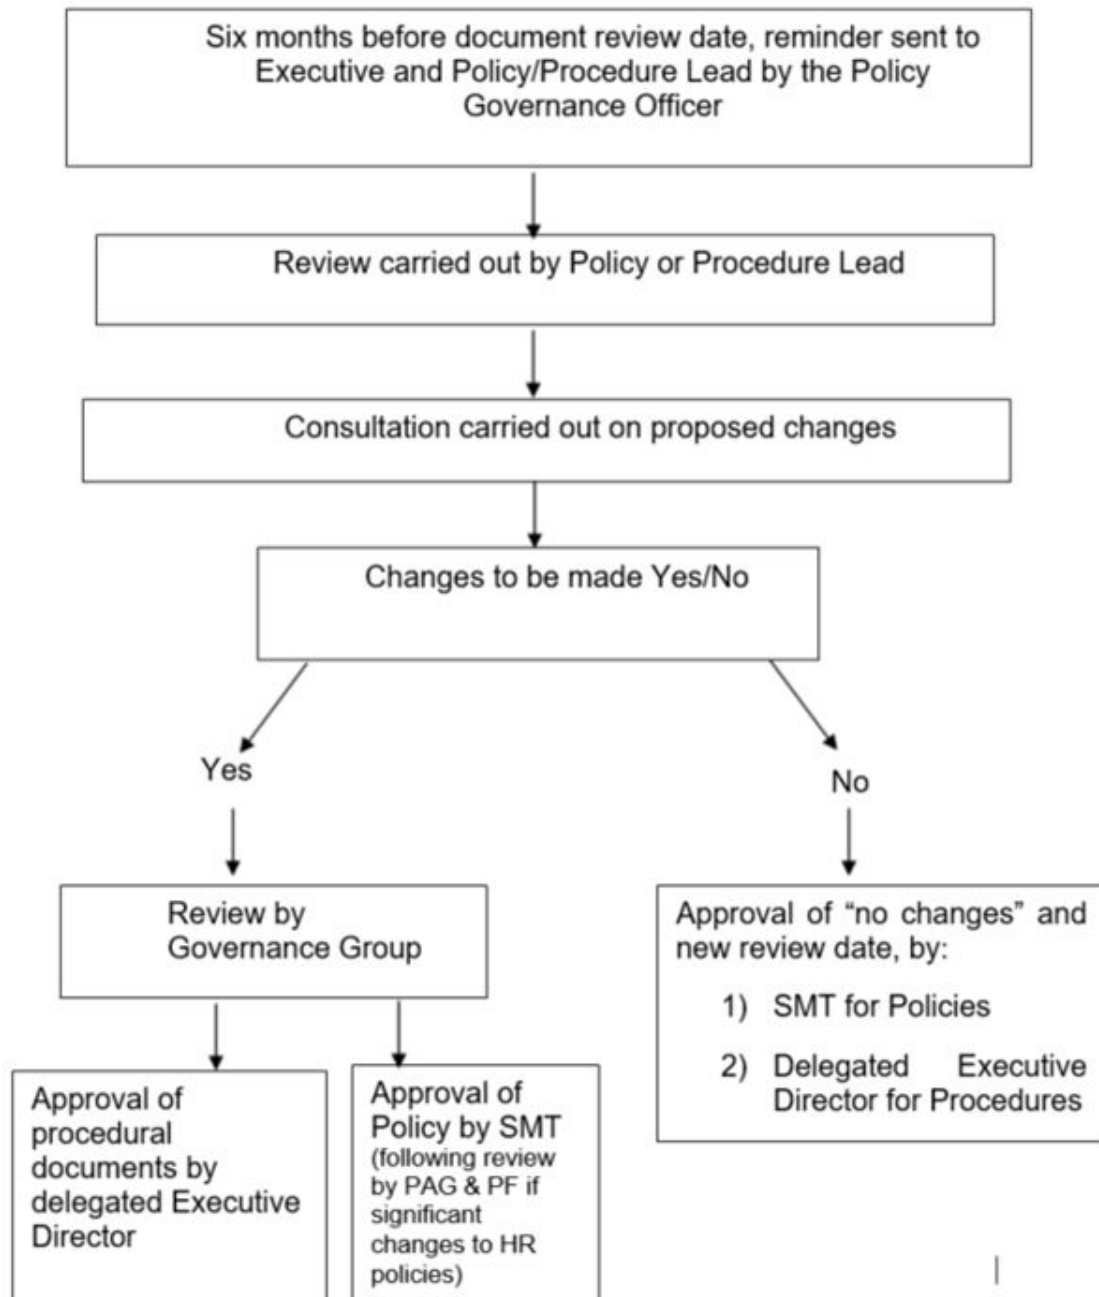 Six months before document review date, reminder sent to
Executive and Policy/Procedure Lead by the Policy
Governance Officer
Review carried out by Policy or Procedure Lead
Consultation carried out on proposed changes
Changes to be made Yes/No
Yes
No
Review by
Governance Group
Approval of “no changes” and
new review date, by:
1) SMT for Policies
2) Delegated Executive
Director for Procedures
Approval of
procedural
documents by
delegated Executive
Director
Approval of
Policy by SMT
(following review
by PAG & PF if
significant
changes to HR
policies)